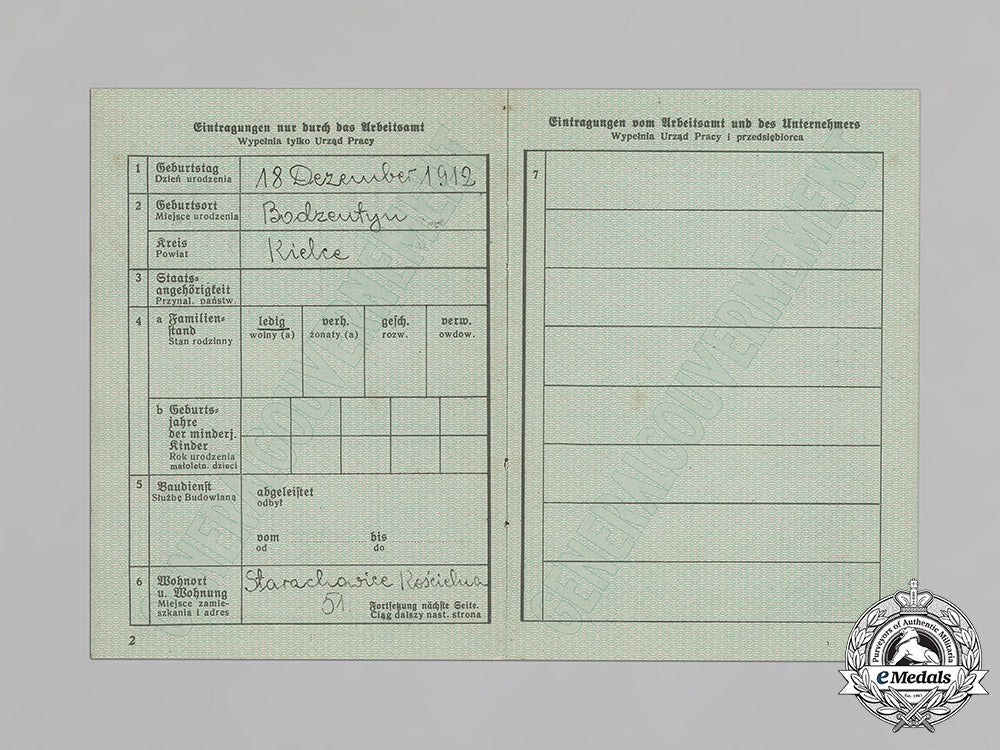 Eintragungen nur durch das Arbeitsamt
Wypełnia tylko Urząd Pracy
1 Geburtstag
Dzień urodzenia
18 Dezember 1912
2 Geburtsort
Miejsce urodzenia
Bodzentyn
Kreis
Powiat
Kielce
3 Staats=
angehörigkeit
Przynal. państw.
4 a Familien=
stand
Stan rodzinny
ledig verh. gesch. verw.
wolny (a) żonaty (a) rozw. owdow.
b Geburts=
jahre
der minderj.
Kinder
Rok urodzenia
małoletn. dzieci
5 Baudienst
Służbę Budowlaną
abgeleistet
odbył
vom bis
od do
6 Wohnort
u. Wohnung
Miejsce zamie-
szkania i adres
Starachowice Kościelna
51.
Fortsetzung nächste Seite.
Ciąg dalszy nast. strona
2
GENERALGOUVERNEMENT
Eintragungen vom Arbeitsamt und des Unternehmers
Wypełnia Urząd Pracy i przedsiębiorca
7
GENERALGOUVERNEMENT
Purveyors of Authentic Militaria
eMedals
Est. 1967